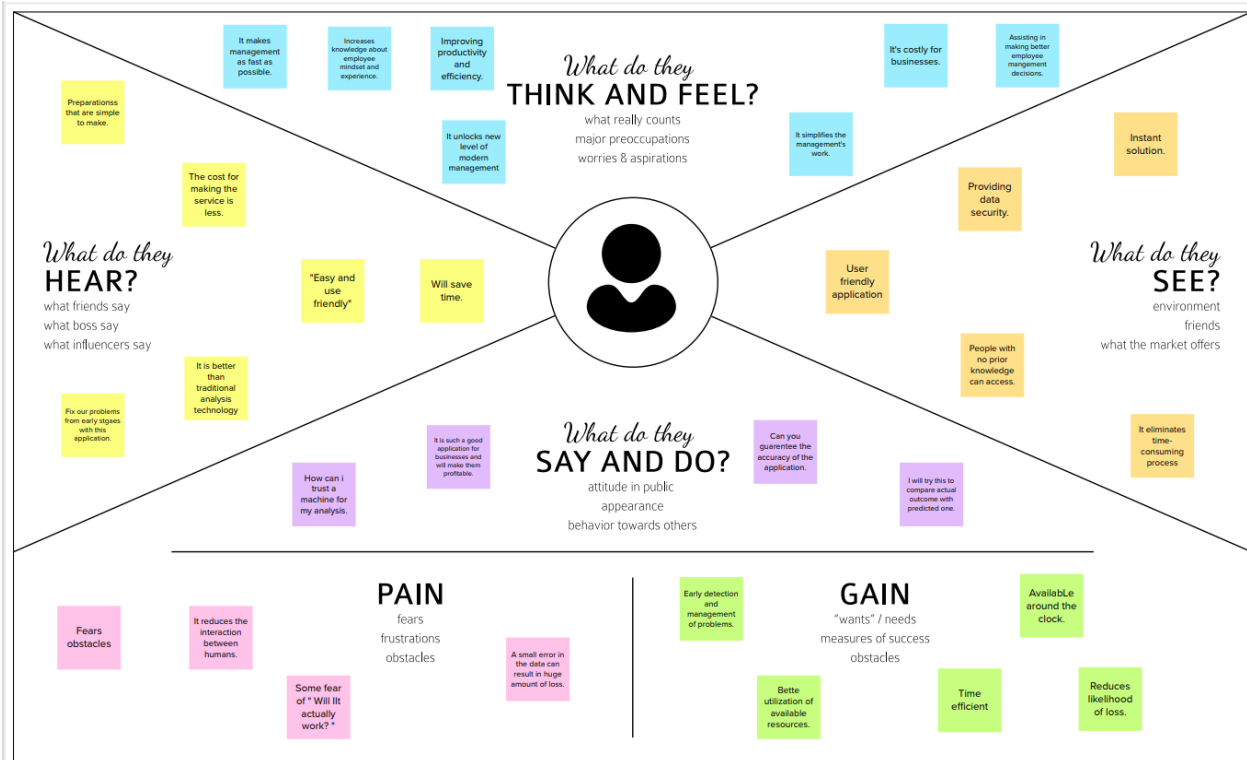 It makes
management
as fast as
possible.
Increases
knowledge about
employee
mindset and
experience.
Improving
productivity
and
efficiency.
It unlocks new
level of
modern
management
What do they
THINK AND FEEL?
what really counts
major preoccupations
worries & aspirations
It's costly for
businesses.
Assisting in
making better
employee
mangement
decisions.
It simplifies the
management's
work.
Preparationss
that are simple
to make.
The cost for
making the
service is
less.
What do they
HEAR?
what friends say
what boss say
what influencers say
"Easy and
use
friendly"
Will save
time.
It is better
than
traditional
analysis
technology
Fix our problems
from early stgaes
with this
application.
Instant
solution.
Providing
data
security.
User
friendly
application
What do they
SEE?
environment
friends
what the market offers
People with
no prior
knowledge
can access.
It eliminates
time-
consuming
process
What do they
SAY AND DO?
attitude in public
appearance
behavior towards others
How can i
trust a
machine for
my analysis.
It is such a good
application for
businesses and
will make them
profitable.
Can you
guarentee the
accuracy of the
application.
I will try this to
compare actual
outcome with
predicted one.
PAIN
fears
frustrations
obstacles
Fears
obstacles
It reduces the
interaction
between
humans.
Some fear
of " Will IIt
actually
work? "
A small error in
the data can
result in huge
amount of loss.
GAIN
"wants" / needs
measures of success
obstacles
Early detection
and
management
of problems.
Bette
utilization of
available
resources.
Time
efficient
AvailabLe
around the
clock.
Reduces
likelihood
of loss.